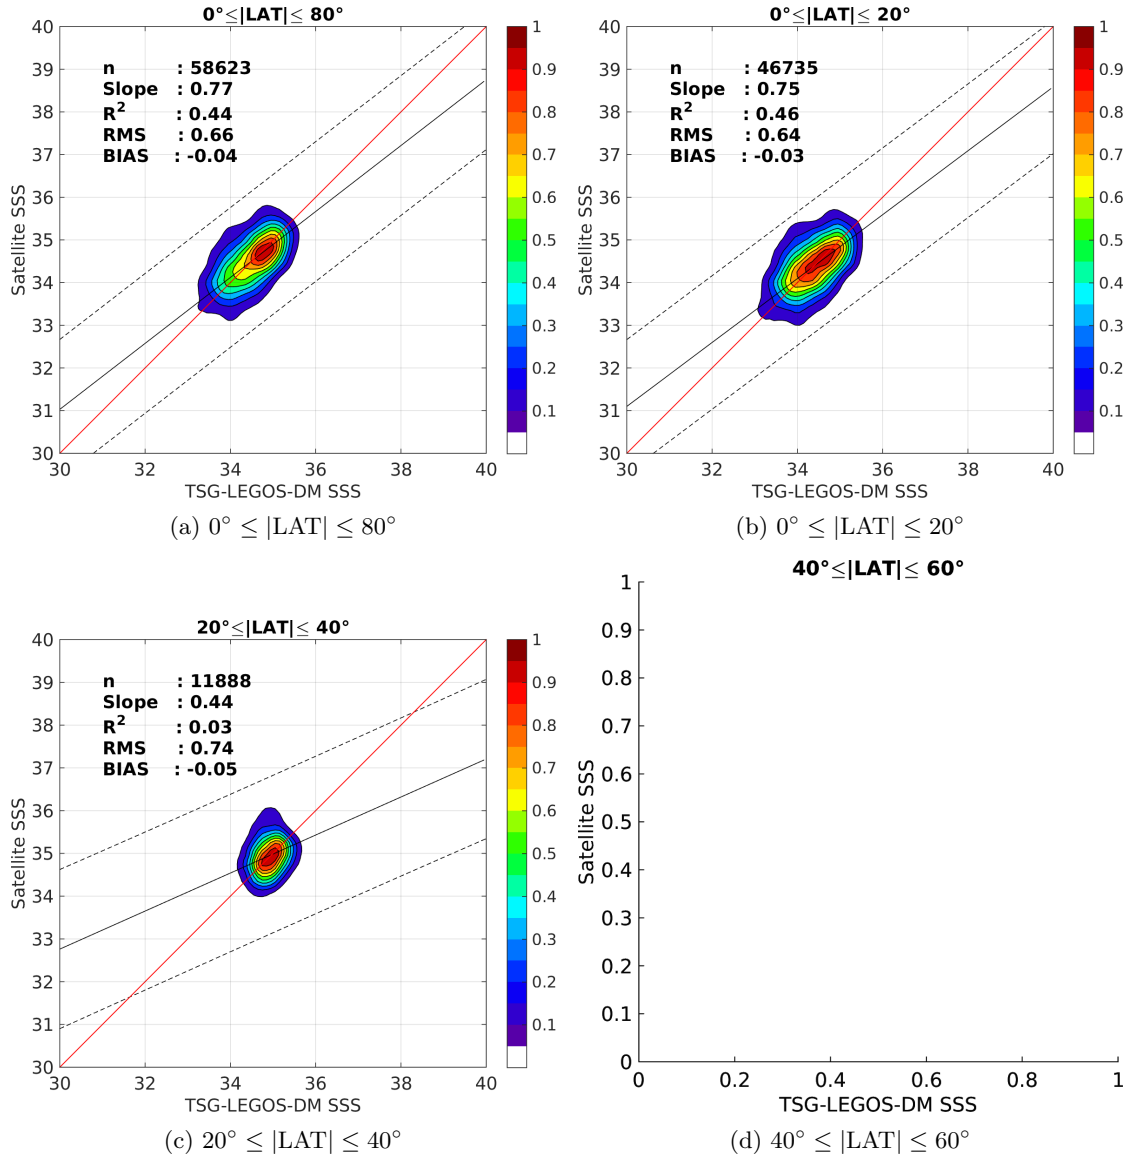 0°≤|LAT|≤ 80°
40
39
38
37
36
35
34
33
32
31
30
n : 58623
Slope : 0.77
R2 : 0.44
RMS : 0.66
BIAS : -0.04
Satellite SSS
30 32 34 36 38 40
TSG-LEGOS-DM SSS
1
0.9
0.8
0.7
0.6
0.5
0.4
0.3
0.2
0.1
(a) 0° ≤ |LAT| ≤ 80°
0°≤|LAT|≤ 20°
40
39
38
37
36
35
34
33
32
31
30
n : 46735
Slope : 0.75
R2 : 0.46
RMS : 0.64
BIAS : -0.03
Satellite SSS
30 32 34 36 38 40
TSG-LEGOS-DM SSS
1
0.9
0.8
0.7
0.6
0.5
0.4
0.3
0.2
0.1
(b) 0° ≤ |LAT| ≤ 20°
20°≤|LAT|≤ 40°
40
39
38
37
36
35
34
33
32
31
30
n : 11888
Slope : 0.44
R2 : 0.03
RMS : 0.74
BIAS : -0.05
Satellite SSS
30 32 34 36 38 40
TSG-LEGOS-DM SSS
1
0.9
0.8
0.7
0.6
0.5
0.4
0.3
0.2
0.1
(c) 20° ≤ |LAT| ≤ 40°
40°≤|LAT|≤ 60°
1
0.9
0.8
0.7
0.6
0.5
0.4
0.3
0.2
0.1
0
Satellite SSS
0 0.2 0.4 0.6 0.8 1
TSG-LEGOS-DM SSS
(d) 40° ≤ |LAT| ≤ 60°